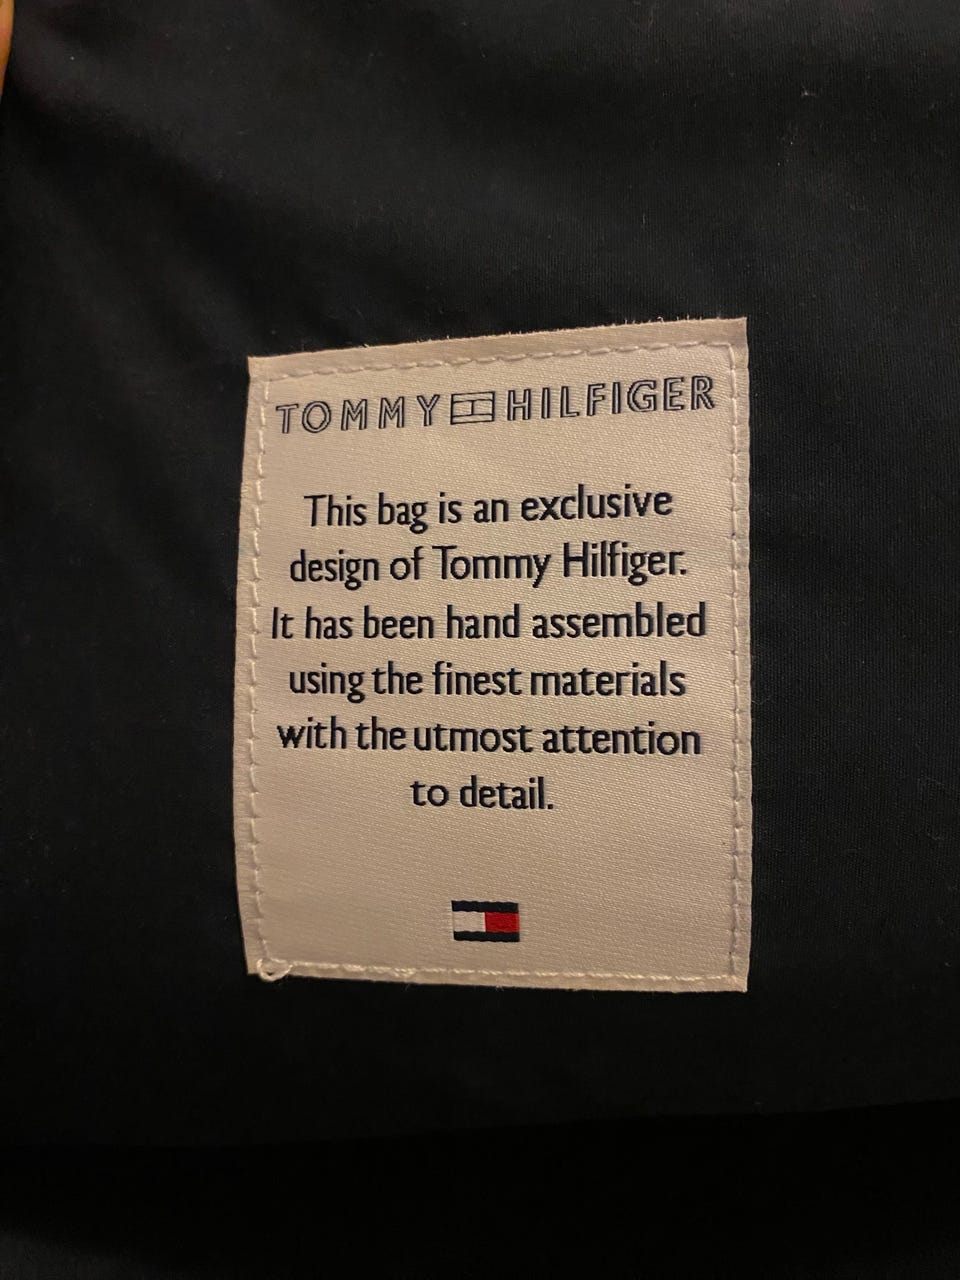 TOMMY HILFIGER
This bag is an exclusive
design of Tommy Hilfiger.
It has been hand assembled
using the finest materials
with the utmost attention
to detail.